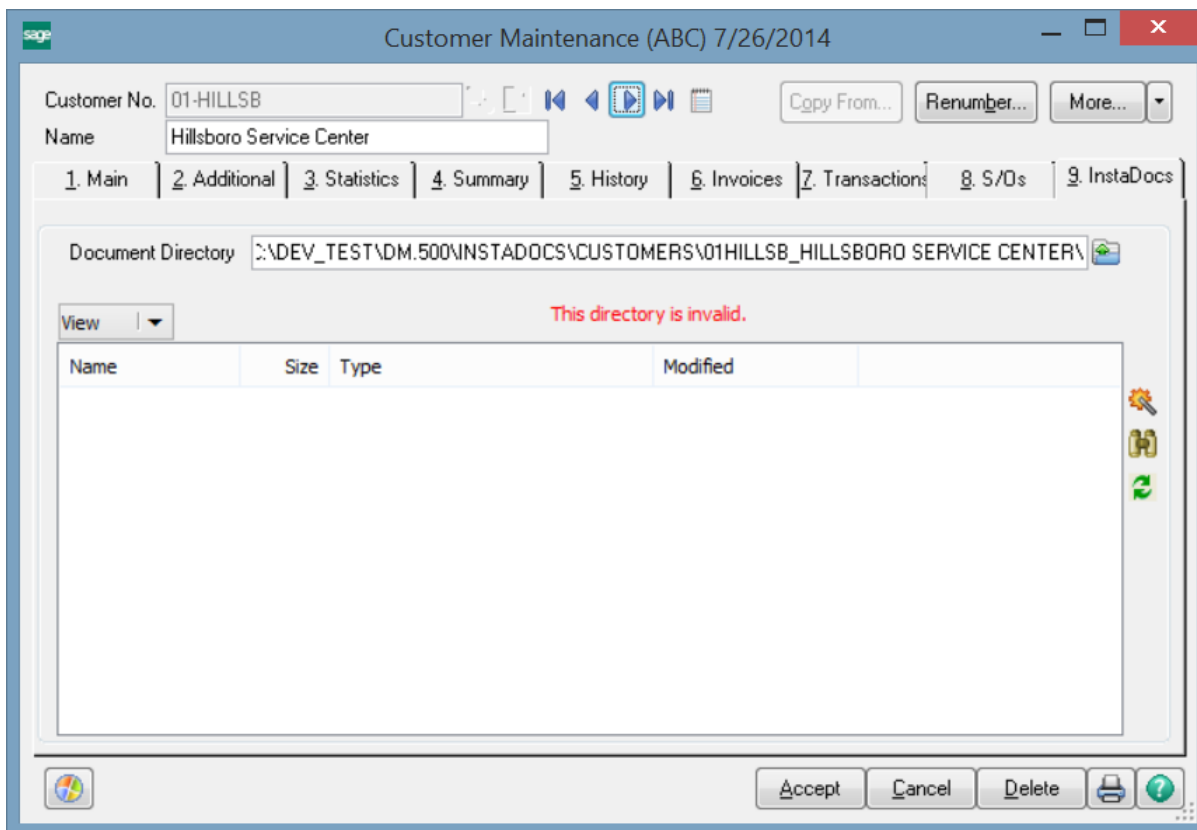 sage
Customer Maintenance (ABC) 7/26/2014
Customer No. 01-HILLSB Copy From... Renumber... More...
Name Hillsboro Service Center
1. Main 2. Additional 3. Statistics 4. Summary 5. History 6. Invoices 7. Transactions 8. S/Os 9. InstaDocs
Document Directory :\DEV_TEST\DM.500\INSTADOCS\CUSTOMERS\01HILLSB_HILLSBORO SERVICE CENTER\
View This directory is invalid.
Name Size Type Modified
Accept Cancel Delete